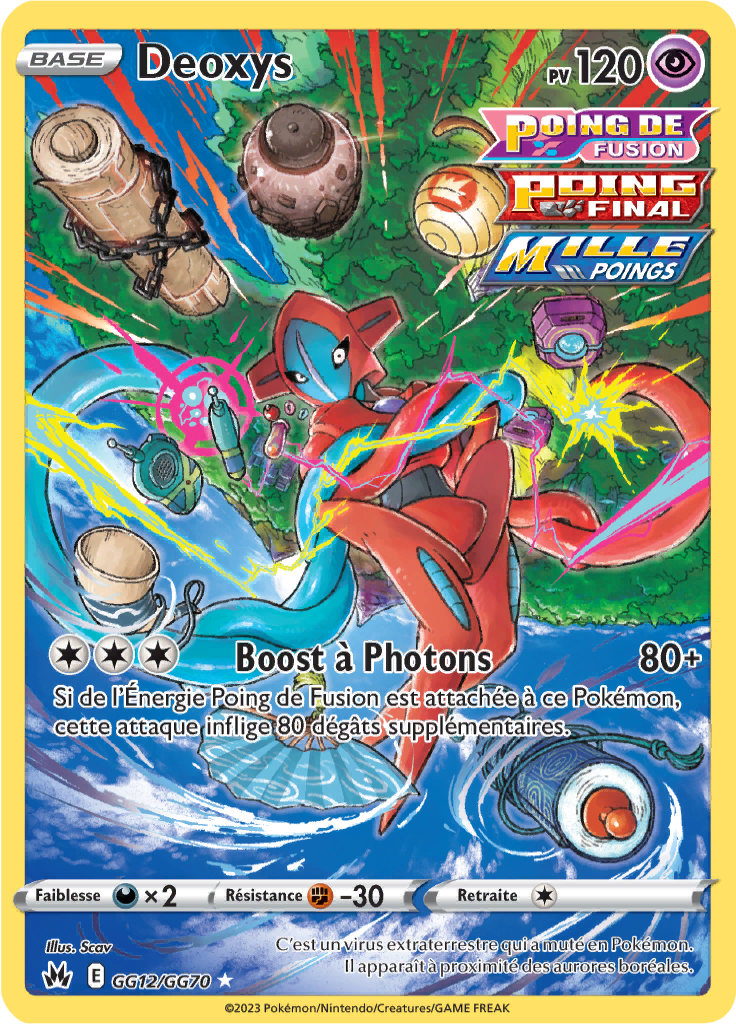 BASE
Deoxys
PV 120
POING DE
FUSION
POING
FINAL
MILLE
POINGS
Boost à Photons 80+
Si de l'Énergie Poing de Fusion est attachée à ce Pokémon,
cette attaque inflige 80 dégâts supplémentaires.
Faiblesse ×2 Résistance -30 Retraite
Illus. Scav
C'est un virus extraterrestre qui a muté en Pokémon.
Il apparaît à proximité des aurores boréales.
E GG12/GG70 ★
©2023 Pokémon/Nintendo/Creatures/GAME FREAK